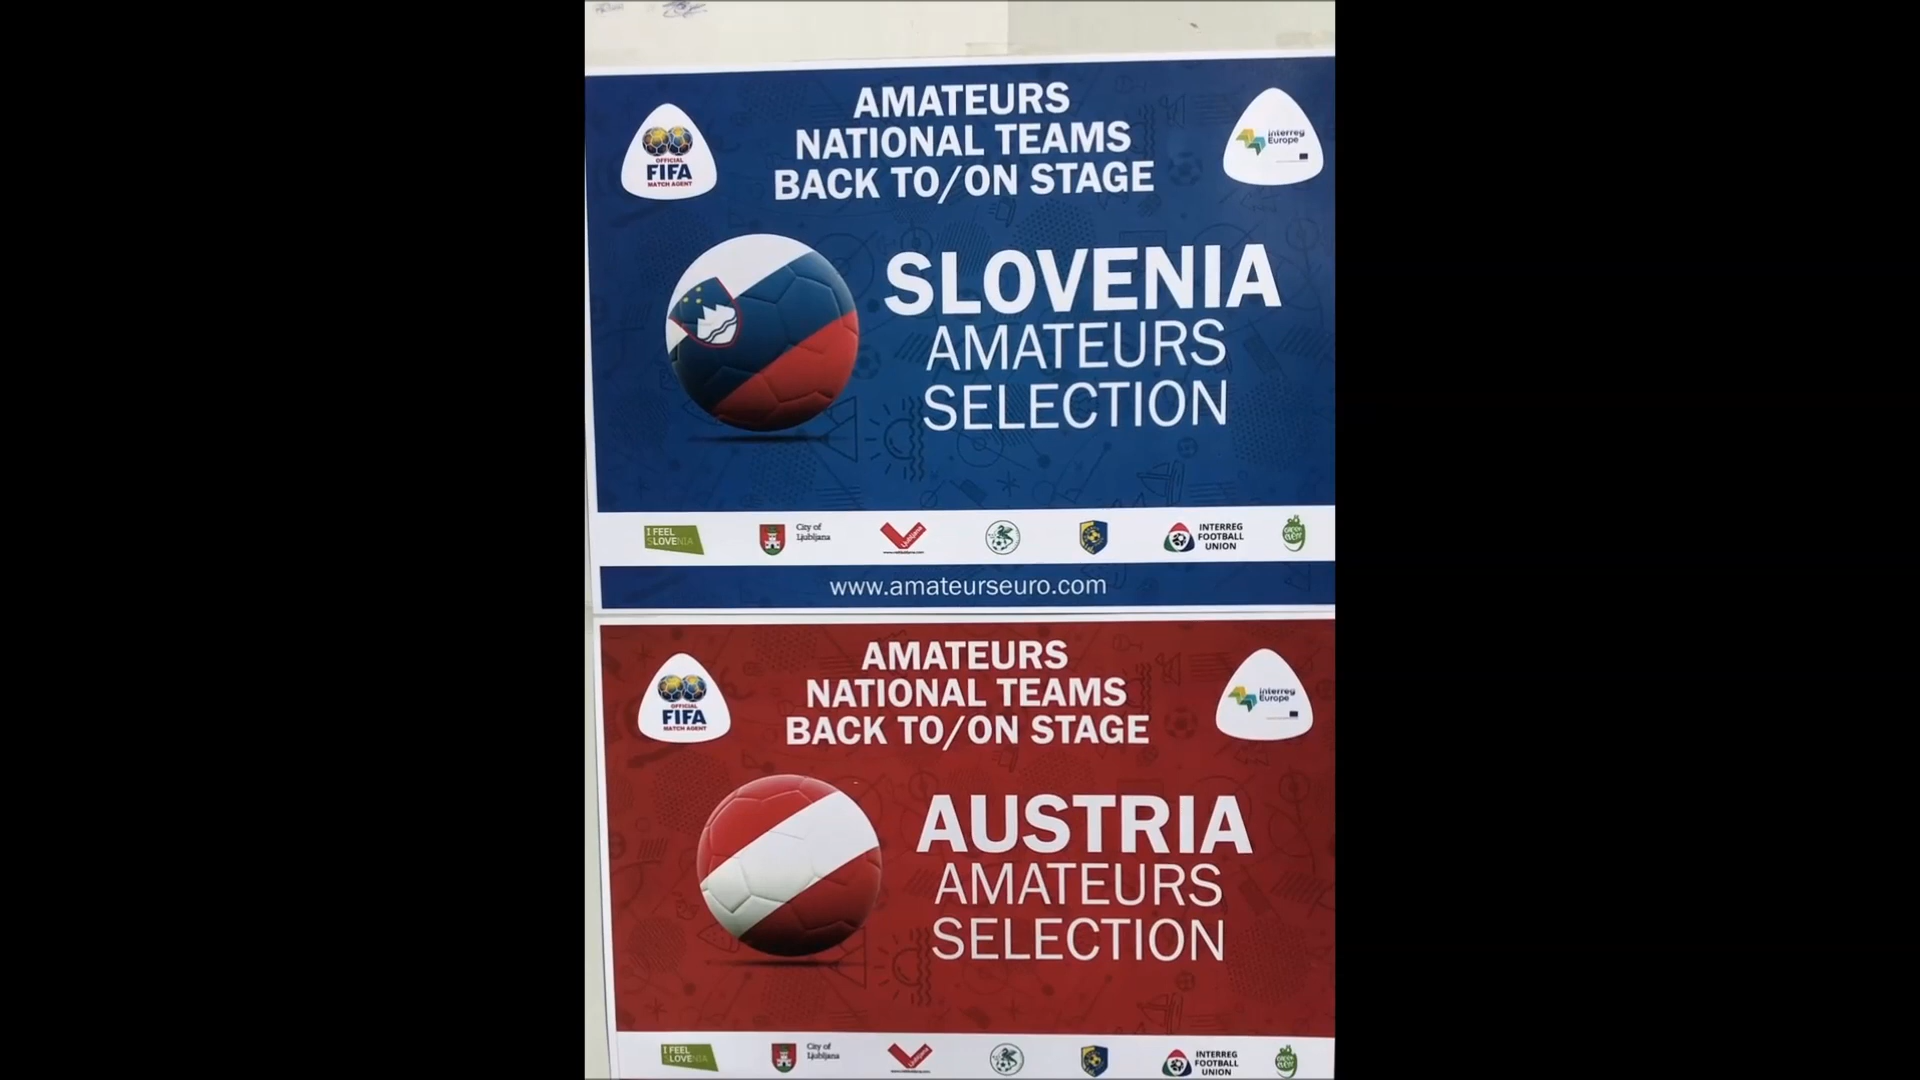 AMATEURS
NATIONAL TEAMS
BACK TO/ON STAGE
OFFICIAL
FIFA
MATCH AGENT
interreg
Europe
SLOVENIA
AMATEURS
SELECTION
I FEEL
SLOVENIA
City of
Ljubljana
Ljubljana
INTERREG
FOOTBALL
UNION
www.amateurseuro.com
AMATEURS
NATIONAL TEAMS
BACK TO/ON STAGE
OFFICIAL
FIFA
MATCH AGENT
interreg
Europe
AUSTRIA
AMATEURS
SELECTION
I FEEL
SLOVENIA
City of
Ljubljana
Ljubljana
INTERREG
FOOTBALL
UNION